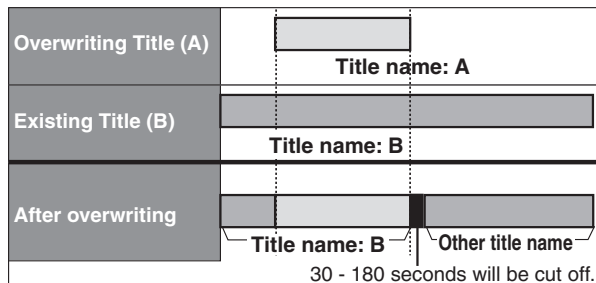 Overwriting Title (A)
Title name: A
Existing Title (B)
Title name: B
After overwriting
Title name: B
Other title name
30 - 180 seconds will be cut off.